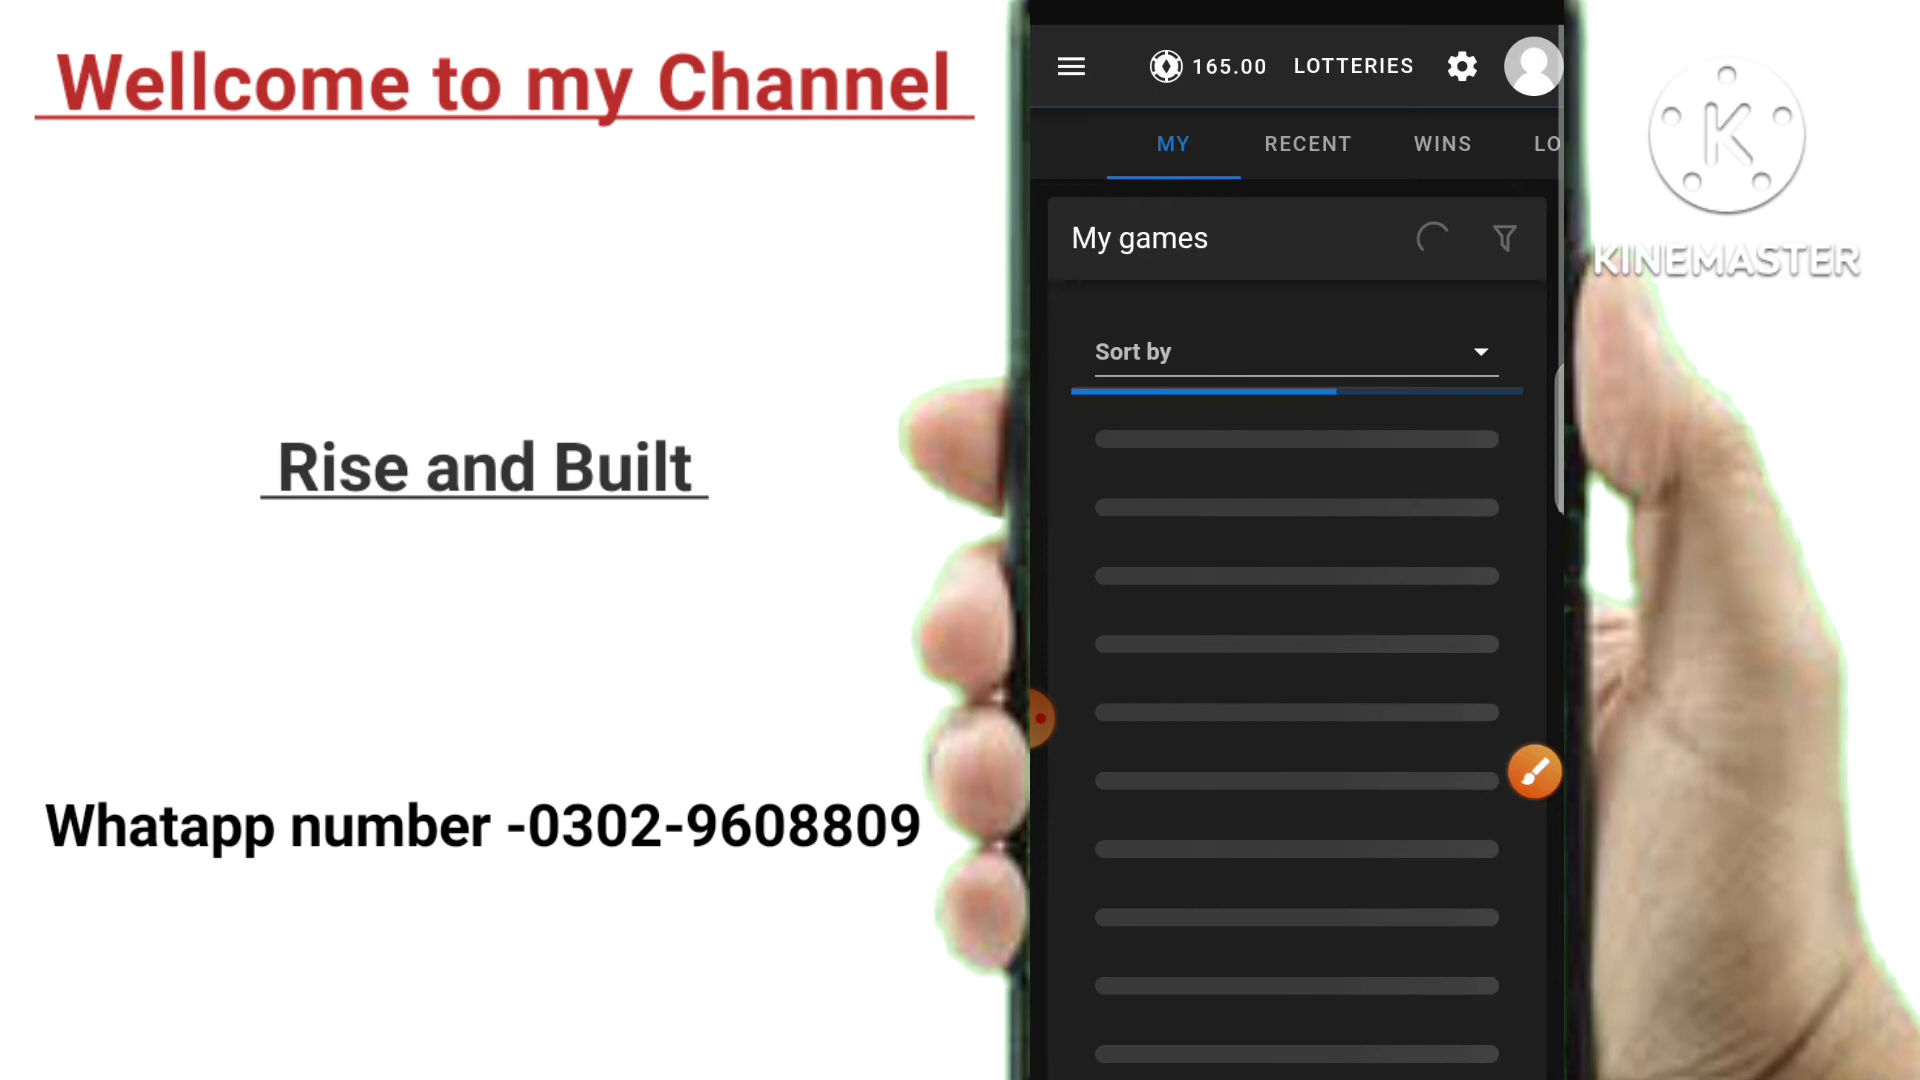 Wellcome to my Channel
Rise and Built
Whatapp number -0302-9608809
165.00 LOTTERIES
MY RECENT WINS LO
My games
Sort by
K
KINEMASTER